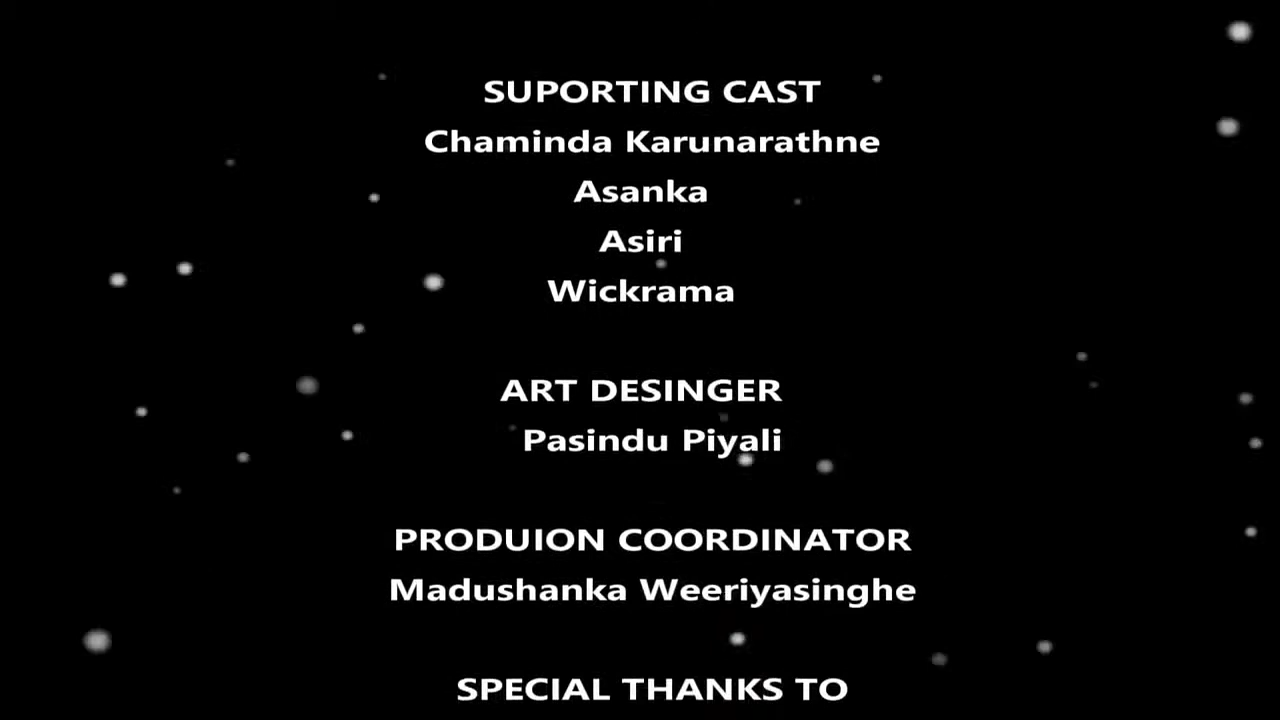 SUPORTING CAST
Chaminda Karunarathne
Asanka
Asiri
Wickrama
ART DESINGER
Pasindu Piyali
PRODUION COORDINATOR
Madushanka Weeriyasinghe
SPECIAL THANKS TO